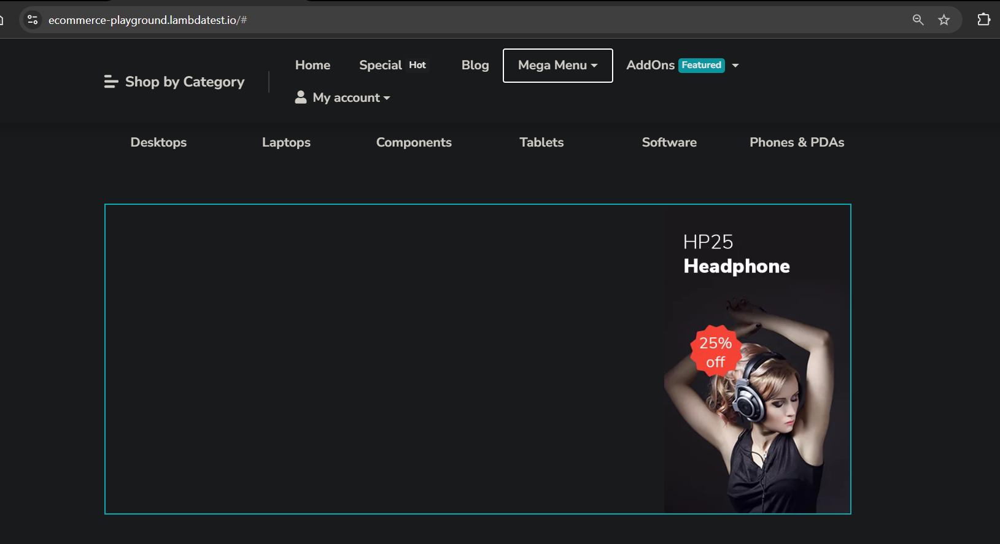 ecommerce-playground.lambdatest.io/#
Shop by Category
Home Special Hot Blog Mega Menu AddOns Featured
My account
Desktops Laptops Components Tablets Software Phones & PDAs
HP25
Headphone
25%
off